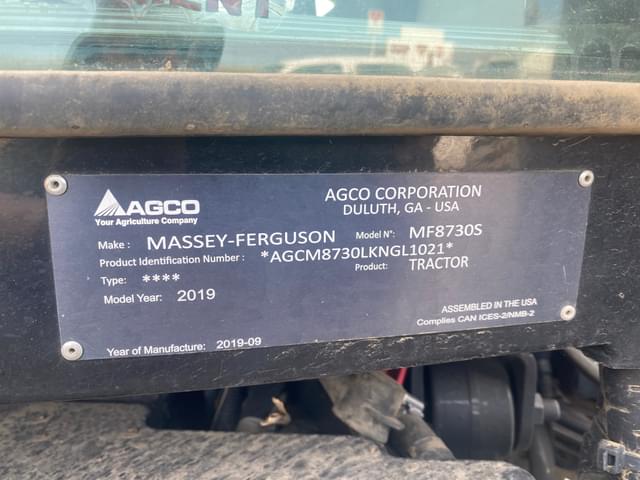 AGCO
Your Agriculture Company
AGCO CORPORATION
DULUTH, GA - USA
Make : MASSEY-FERGUSON Model N°: MF8730S
Product Identification Number : *AGCM8730LKNGL1021*
Type: **** Product: TRACTOR
Model Year: 2019
ASSEMBLED IN THE USA
Complies CAN ICES-2/NMB-2
Year of Manufacture: 2019-09